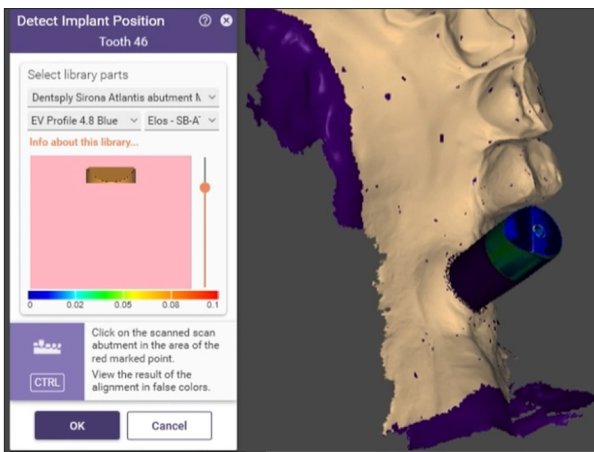 Detect Implant Position
Tooth 46
Select library parts
Dentsply Sirona Atlantis abutment
EV Profile 4.8 Blue Elos - SB-A
Info about this library...
0 0.02 0.05 0.08 0.1
Click on the scanned scan
abutment in the area of the
red marked point.
CTRL
View the result of the
alignment in false colors.
OK Cancel